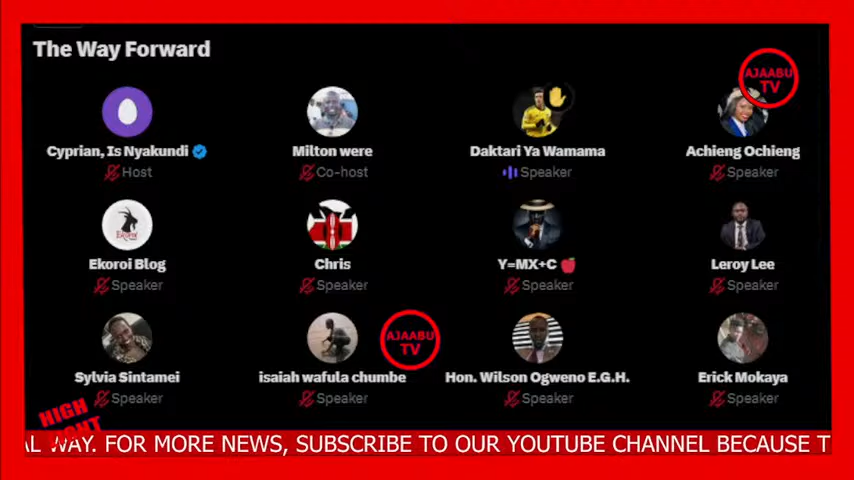 The Way Forward
AJAABU
TV
Cyprian, Is Nyakundi
Host
Milton were
Co-host
Daktari Ya Wamama
Speaker
Achieng Ochieng
Speaker
Ekoroi Blog
Speaker
Chris
Speaker
Y=MX+C
Speaker
Leroy Lee
Speaker
AJAABU
TV
Sylvia Sintamei
Speaker
isaiah wafula chumbe
Speaker
Hon. Wilson Ogweno E.G.H.
Speaker
Erick Mokaya
Speaker
HIGH
AL WAY. FOR MORE NEWS, SUBSCRIBE TO OUR YOUTUBE CHANNEL BECAUSE T